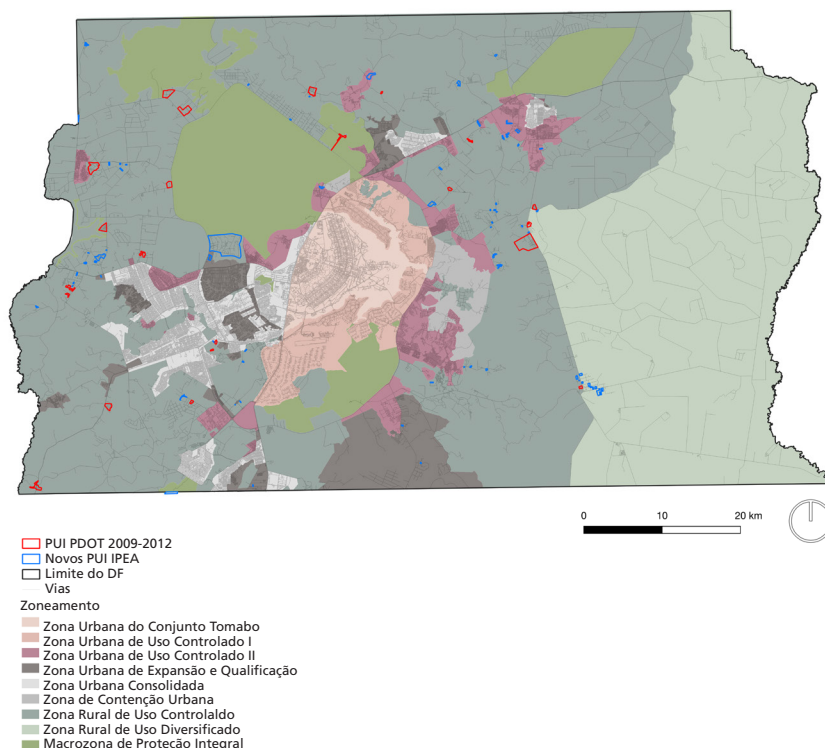 0 10 20 km
PUI PDOT 2009-2012
Novos PUI IPEA
Limite do DF
Vias
Zoneamento
Zona Urbana do Conjunto Tomabo
Zona Urbana de Uso Controlado I
Zona Urbana de Uso Controlado II
Zona Urbana de Expansão e Qualificação
Zona Urbana Consolidada
Zona de Contenção Urbana
Zona Rural de Uso Controlaldo
Zona Rural de Uso Diversificado
Macrozona de Proteção Integral